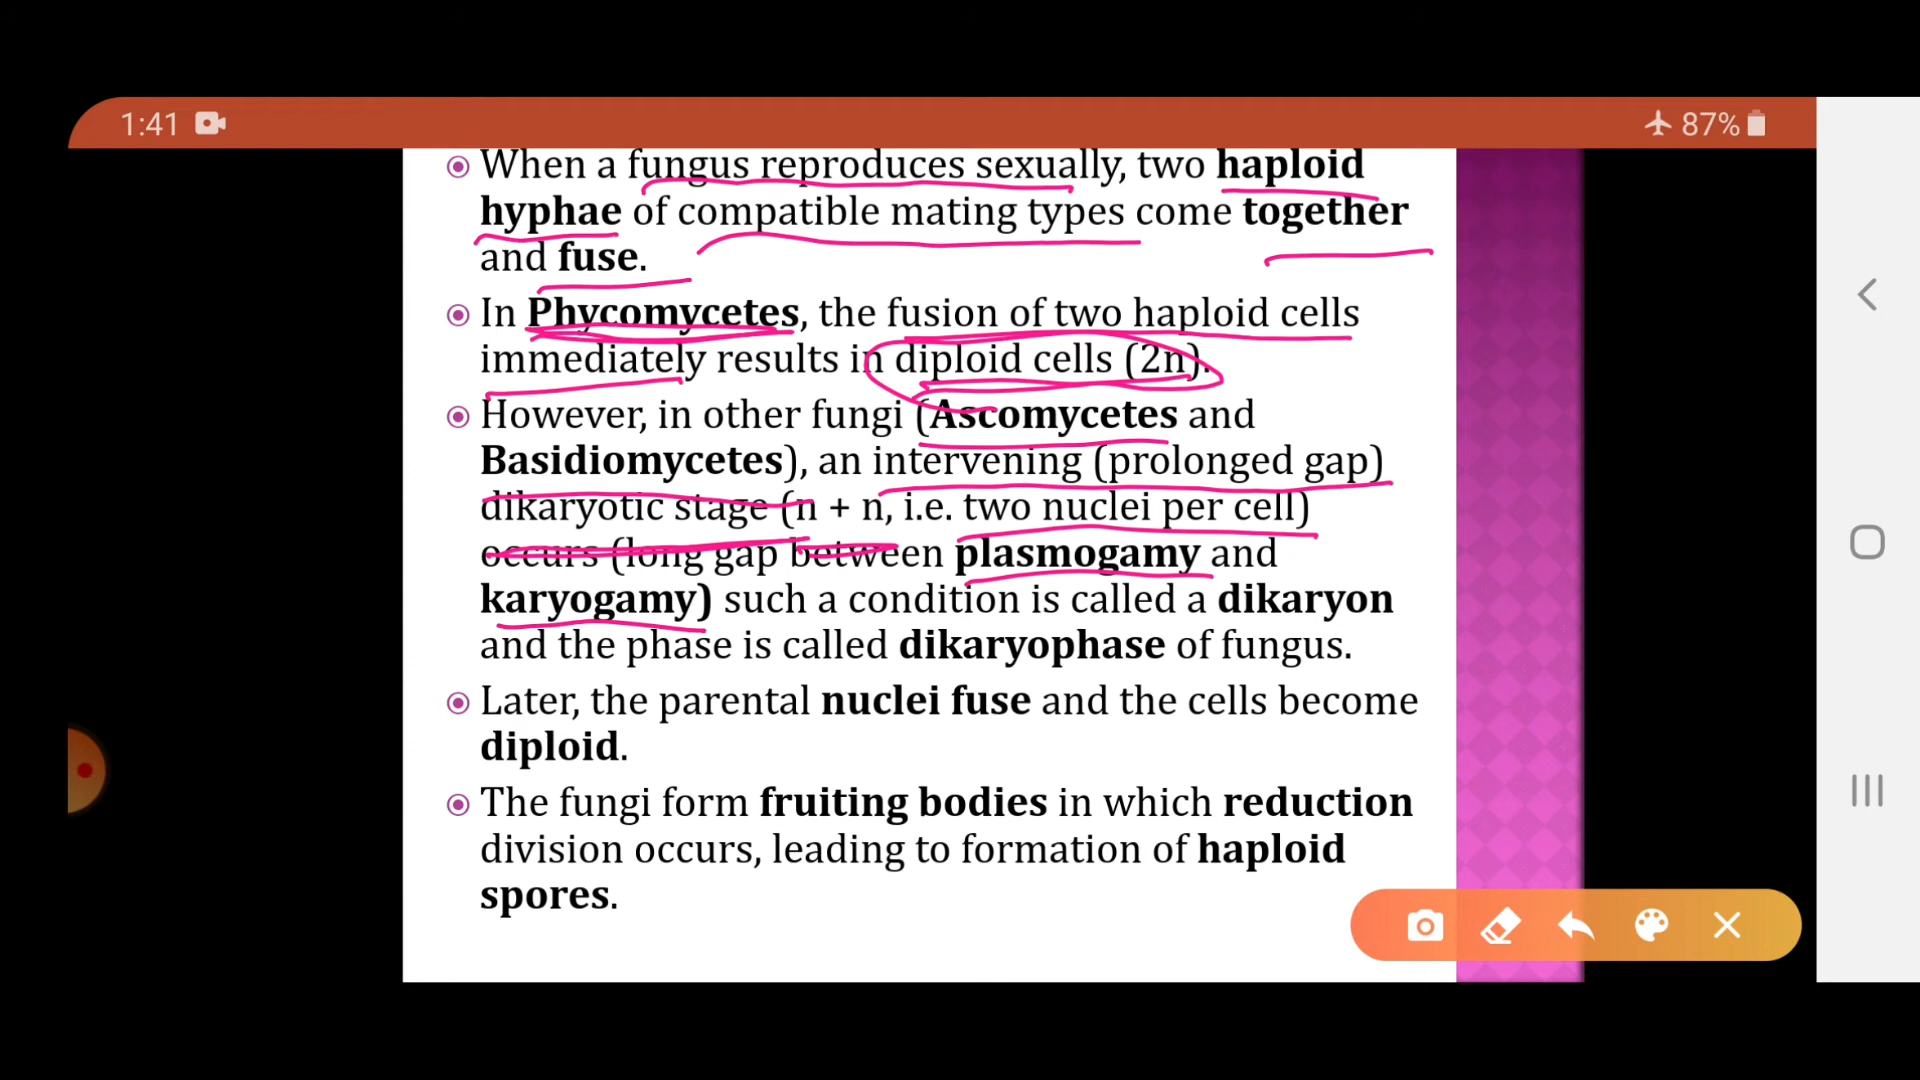 1:41
87%
When a fungus reproduces sexually, two haploid
hyphae of compatible mating types come together
and fuse.
In Phycomycetes, the fusion of two haploid cells
immediately results in diploid cells (2n).
However, in other fungi (Ascomycetes and
Basidiomycetes), an intervening (prolonged gap)
dikaryotic stage (n + n, i.e. two nuclei per cell)
occurs (long gap between plasmogamy and
karyogamy) such a condition is called a dikaryon
and the phase is called dikaryophase of fungus.
Later, the parental nuclei fuse and the cells become
diploid.
The fungi form fruiting bodies in which reduction
division occurs, leading to formation of haploid
spores.